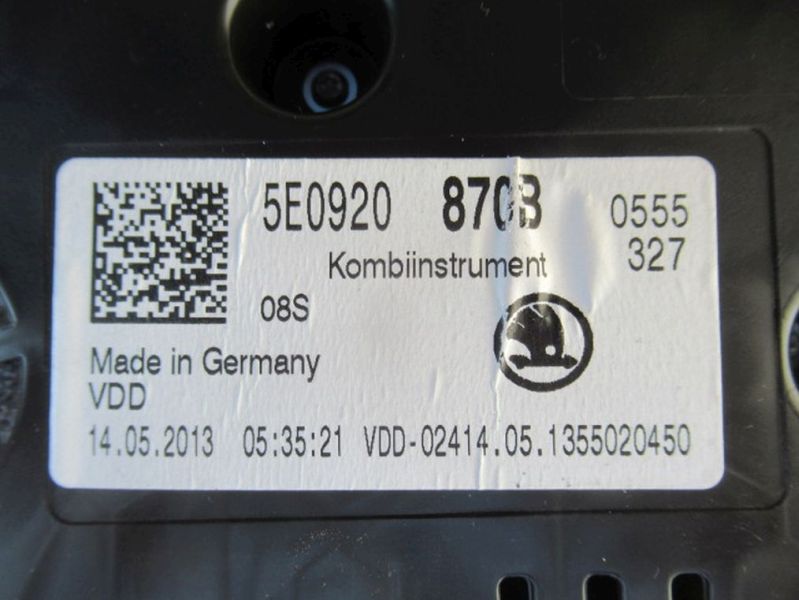 5E0920 870B 0555
Kombiinstrument 327
08S
Made in Germany
VDD
14.05.2013 05:35:21 VDD-02414.05.1355020450